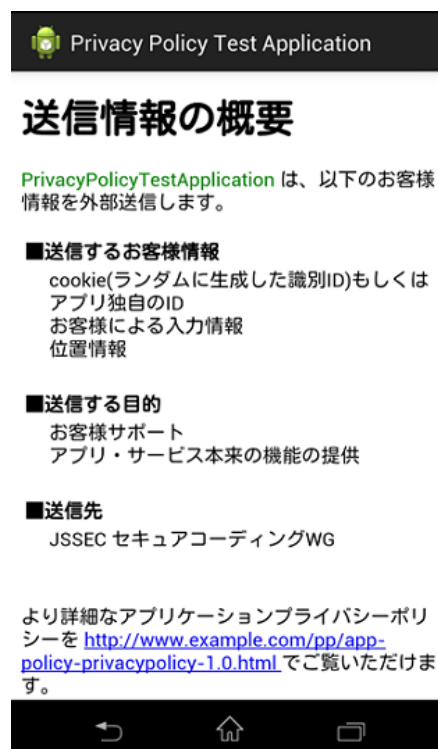 Privacy Policy Test Application
送信情報の概要
PrivacyPolicyTestApplication は、以下のお客様
情報を外部送信します。
■送信するお客様情報
cookie(ランダムに生成した識別ID)もしくは
アプリ独自のID
お客様による入力情報
位置情報
■送信する目的
お客様サポート
アプリ・サービス本来の機能の提供
■送信先
JSSEC セキュアコーディングWG
より詳細なアプリケーションプライバシーポリ
シーを http://www.example.com/pp/app-
policy-privacypolicy-1.0.html でご覧いただけま
す。